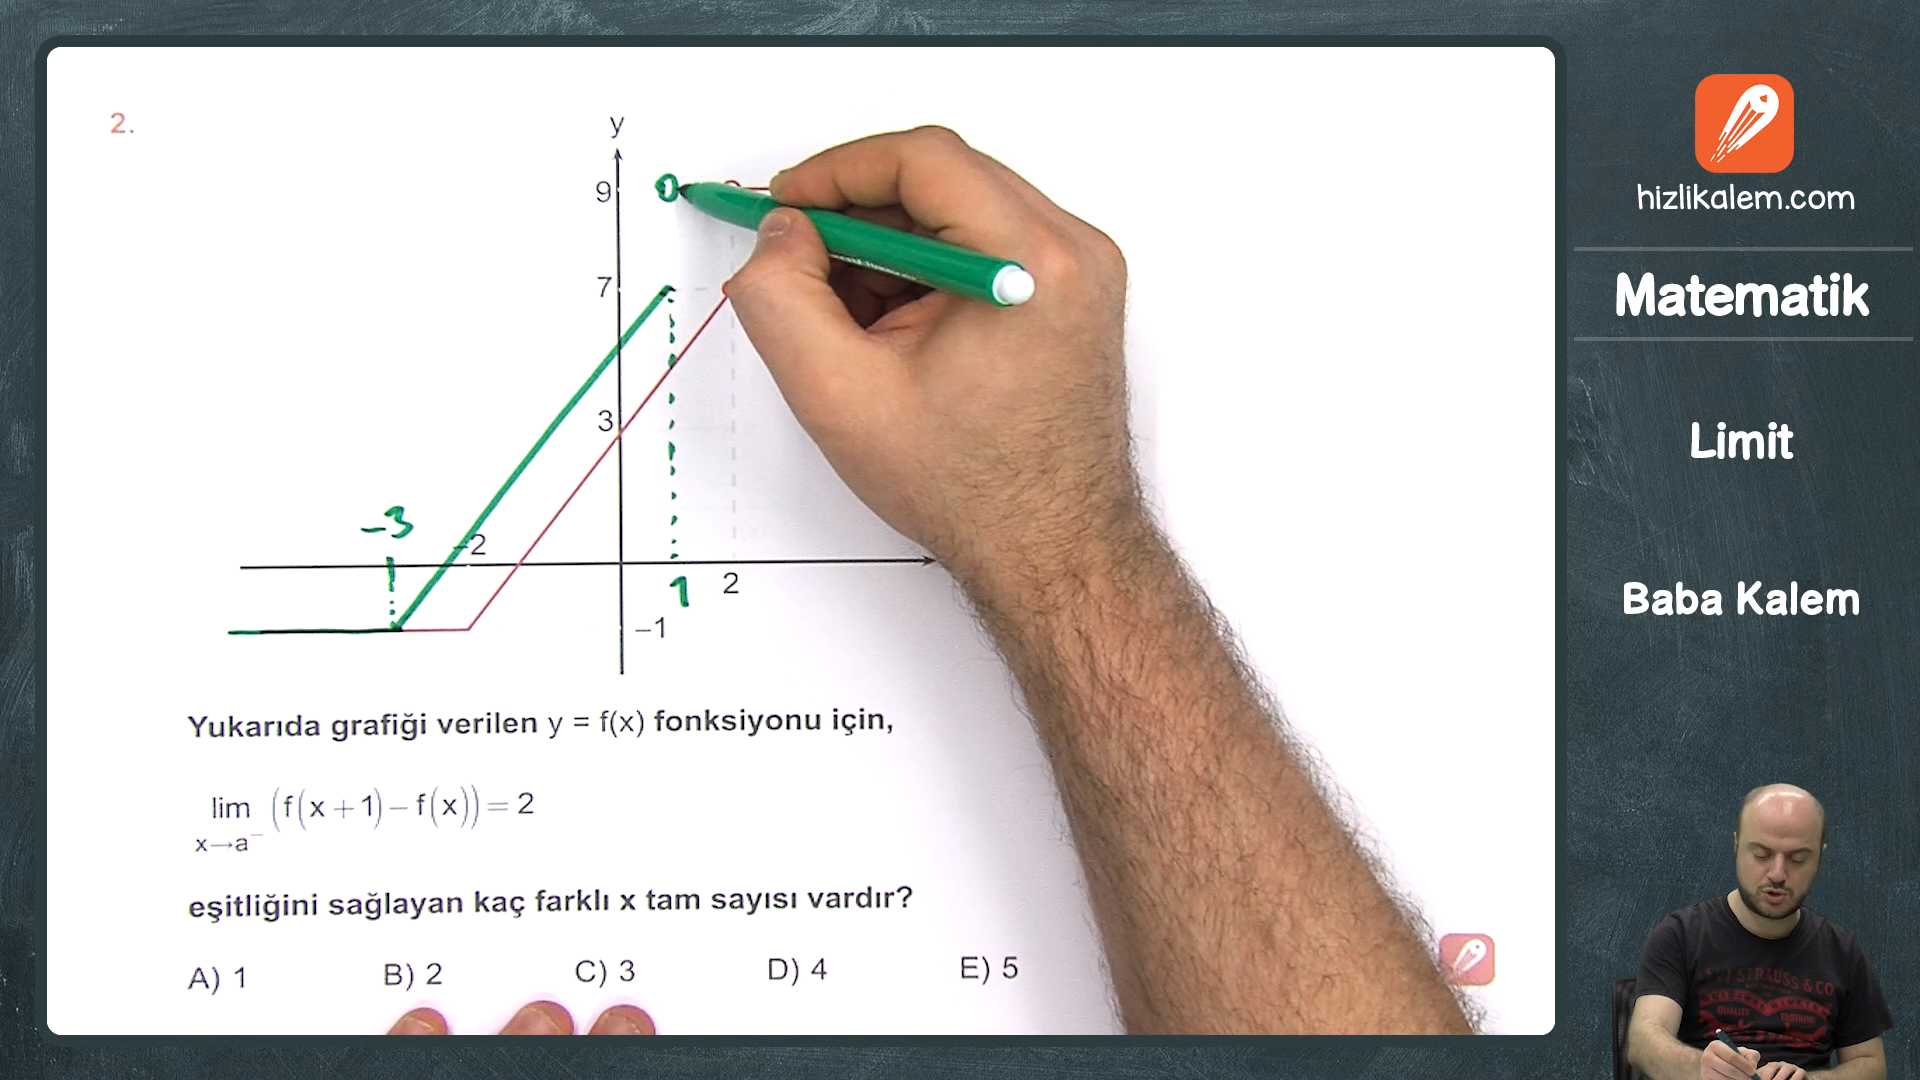 2.
y
9
7
3
-3
-2
1
2
-1
Yukarıda grafiği verilen y = f(x) fonksiyonu için,
lim (f(x+1)-f(x))=2
x→a⁻
eşitliğini sağlayan kaç farklı x tam sayısı vardır?
A) 1 B) 2 C) 3 D) 4 E) 5
hizlikalem.com
Matematik
Limit
Baba Kalem